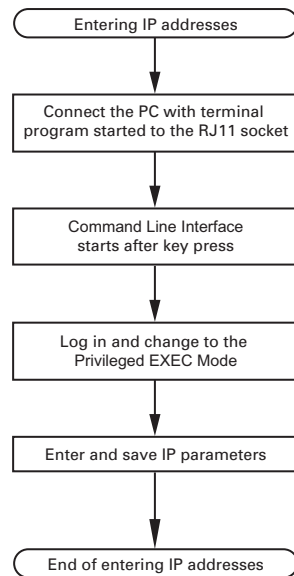 Entering IP addresses
Connect the PC with terminal
program started to the RJ11 socket
Command Line Interface
starts after key press
Log in and change to the
Privileged EXEC Mode
Enter and save IP parameters
End of entering IP addresses